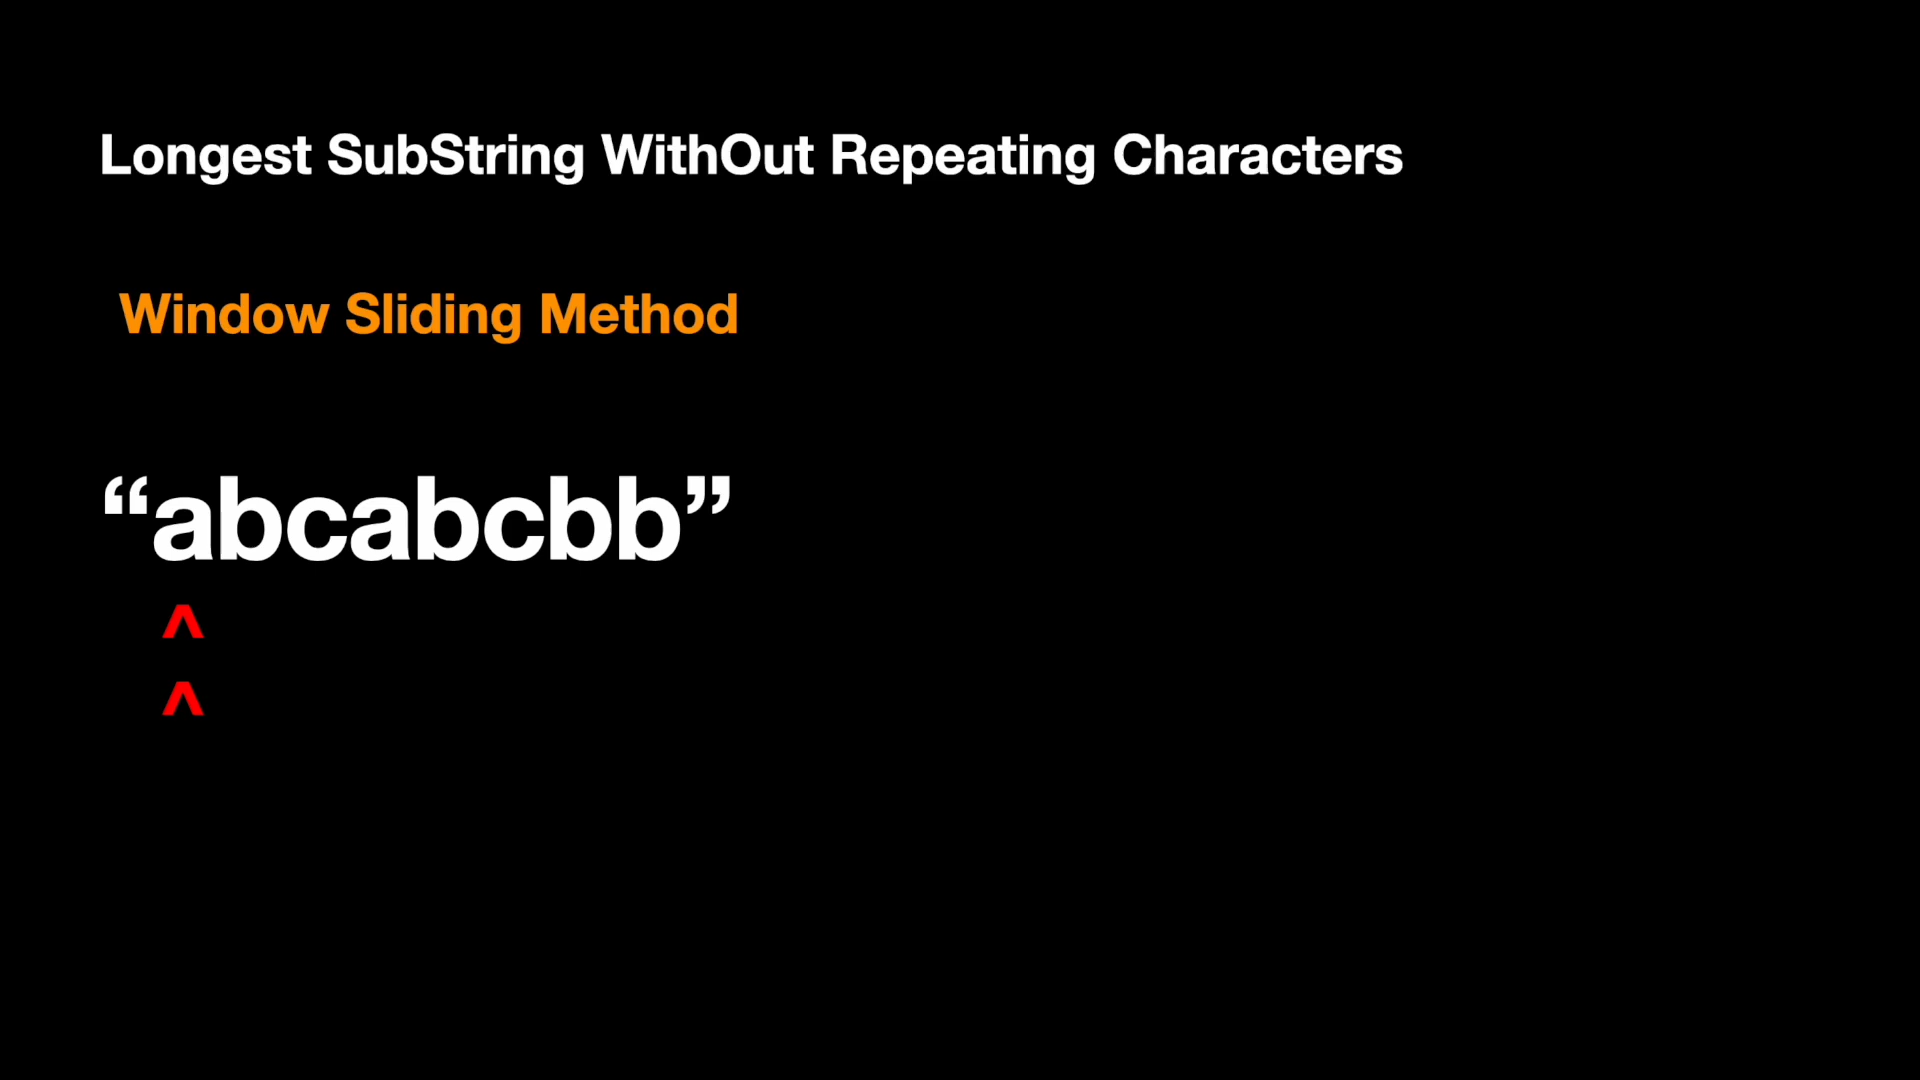 Longest SubString WithOut Repeating Characters
Window Sliding Method
“abcabcbb”
^
^